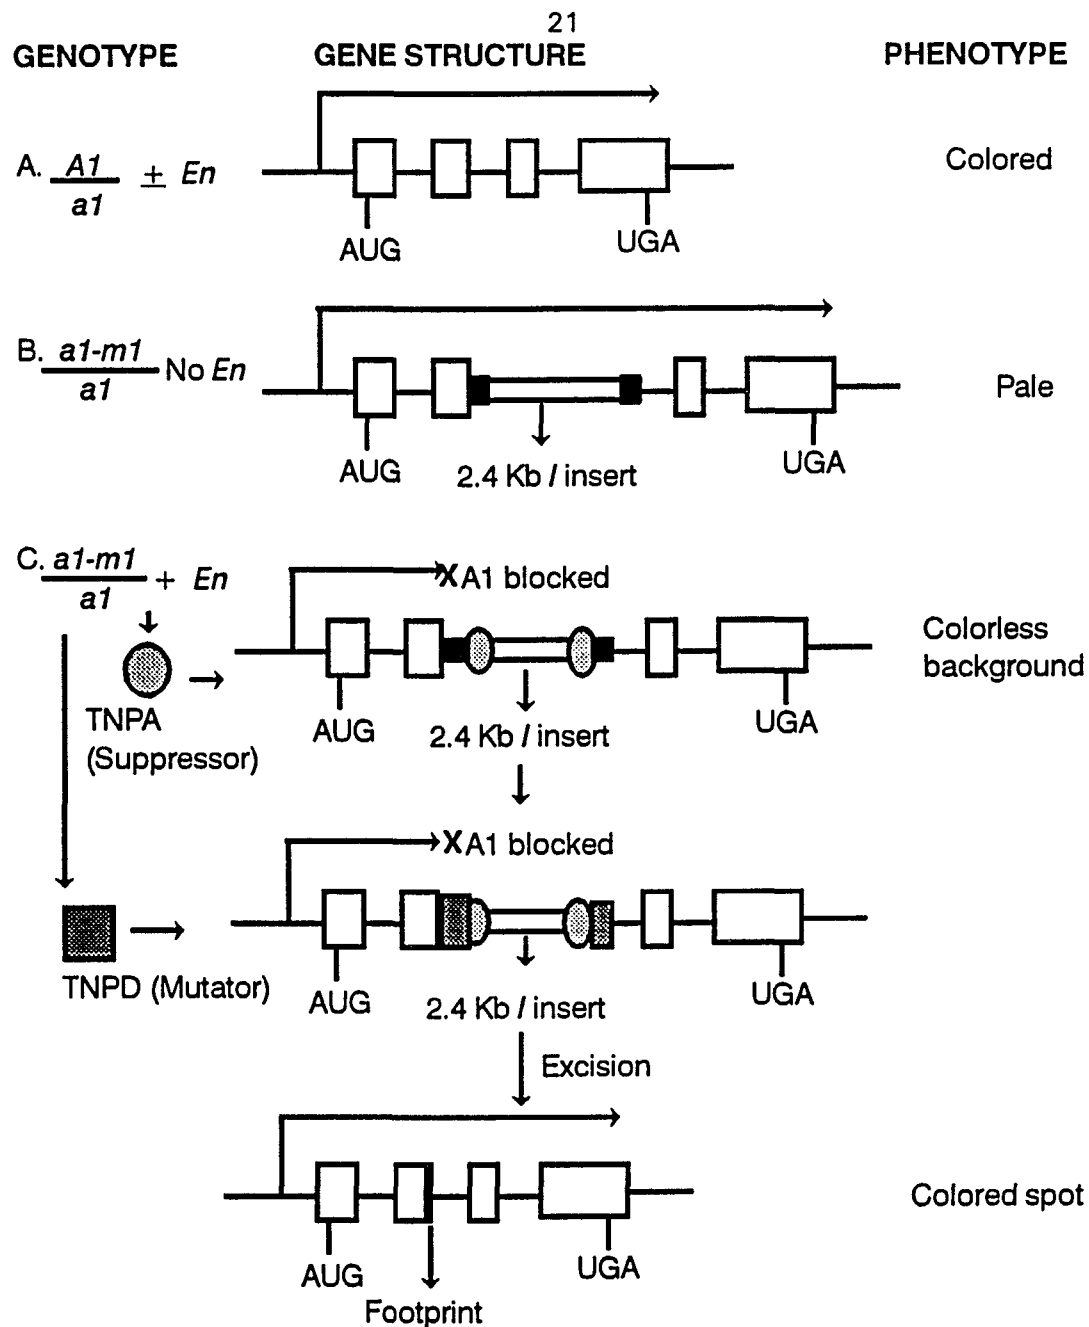 21
GENOTYPE GENE STRUCTURE PHENOTYPE
A. A1 ± En
a1
Colored
AUG UGA
B. a1-m1 No En
a1
Pale
AUG UGA
2.4 Kb I insert
C. a1-m1 + En
a1
X A1 blocked
Colorless
background
TNPA
(Suppressor)
AUG UGA
2.4 Kb I insert
X A1 blocked
TNPD (Mutator)
AUG UGA
2.4 Kb I insert
Excision
Colored spot
AUG UGA
Footprint